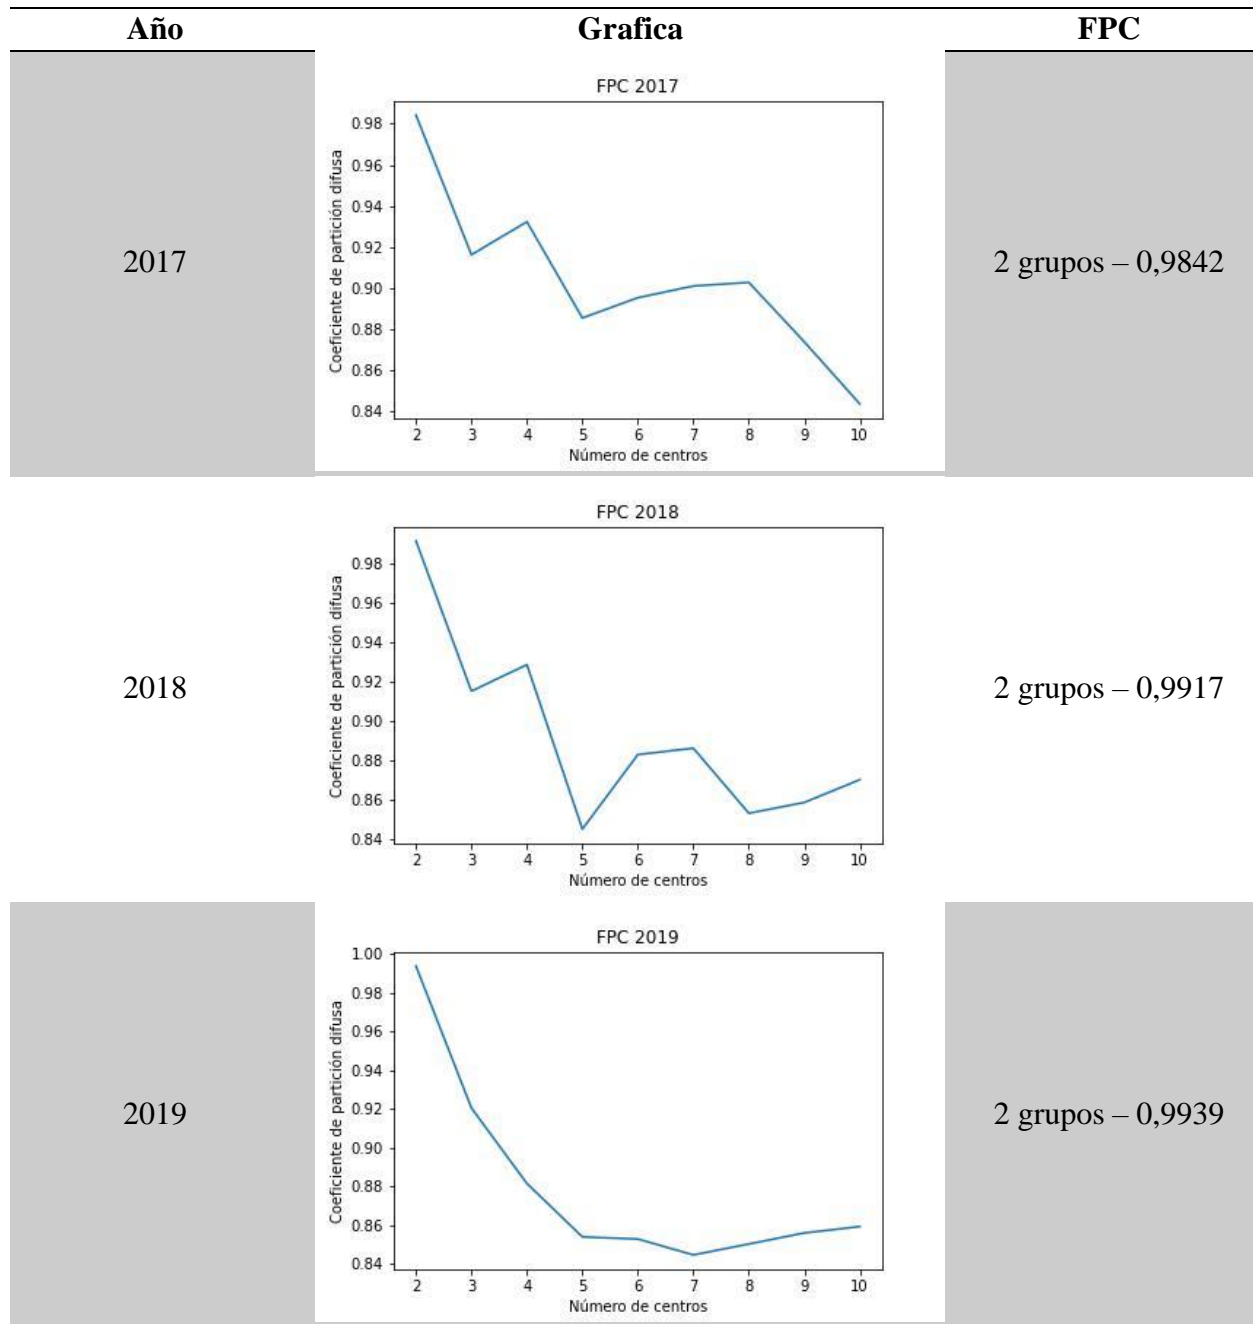 Año Grafica FPC
2017
FPC 2017
Coeficiente de partición difusa
0.98
0.96
0.94
0.92
0.90
0.88
0.86
0.84
2 3 4 5 6 7 8 9 10
Número de centros
2 grupos – 0,9842
2018
FPC 2018
Coeficiente de partición difusa
0.98
0.96
0.94
0.92
0.90
0.88
0.86
0.84
2 3 4 5 6 7 8 9 10
Número de centros
2 grupos – 0,9917
2019
FPC 2019
Coeficiente de partición difusa
1.00
0.98
0.96
0.94
0.92
0.90
0.88
0.86
0.84
2 3 4 5 6 7 8 9 10
Número de centros
2 grupos – 0,9939